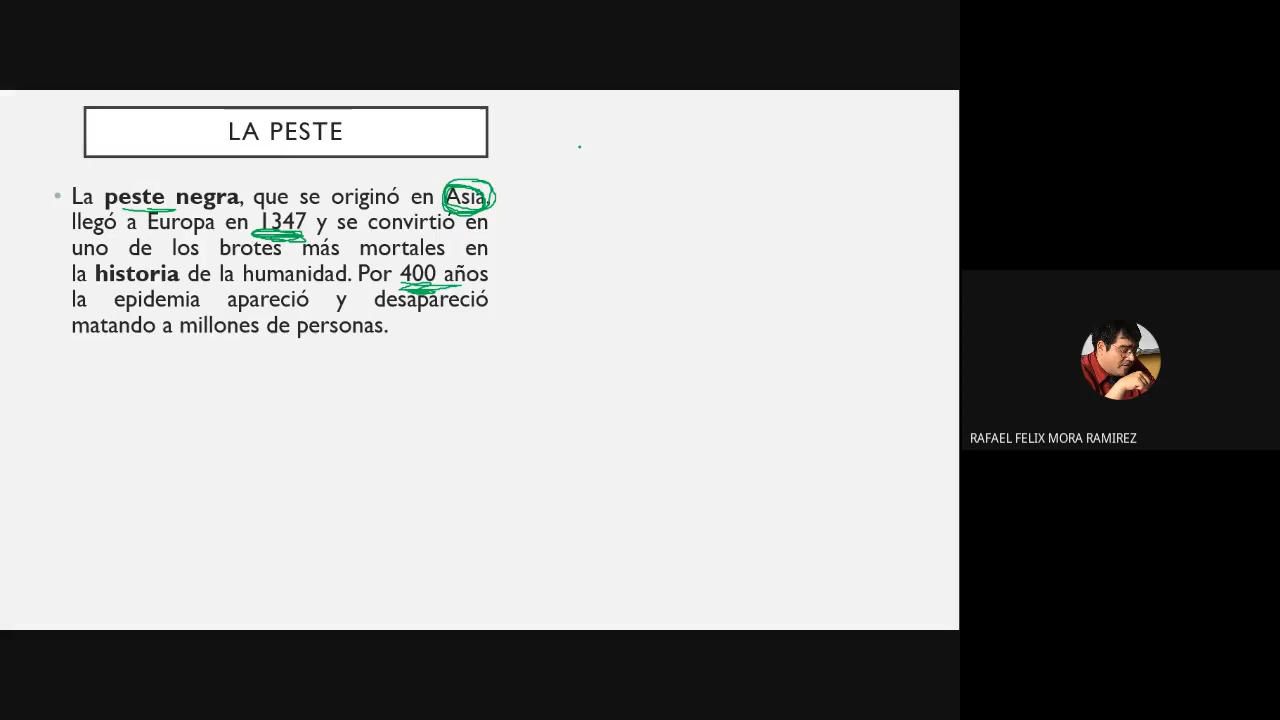 LA PESTE
• La peste negra, que se originó en Asia,
llegó a Europa en 1347 y se convirtió en
uno de los brotes más mortales en
la historia de la humanidad. Por 400 años
la epidemia apareció y desapareció
matando a millones de personas.
RAFAEL FELIX MORA RAMIREZ